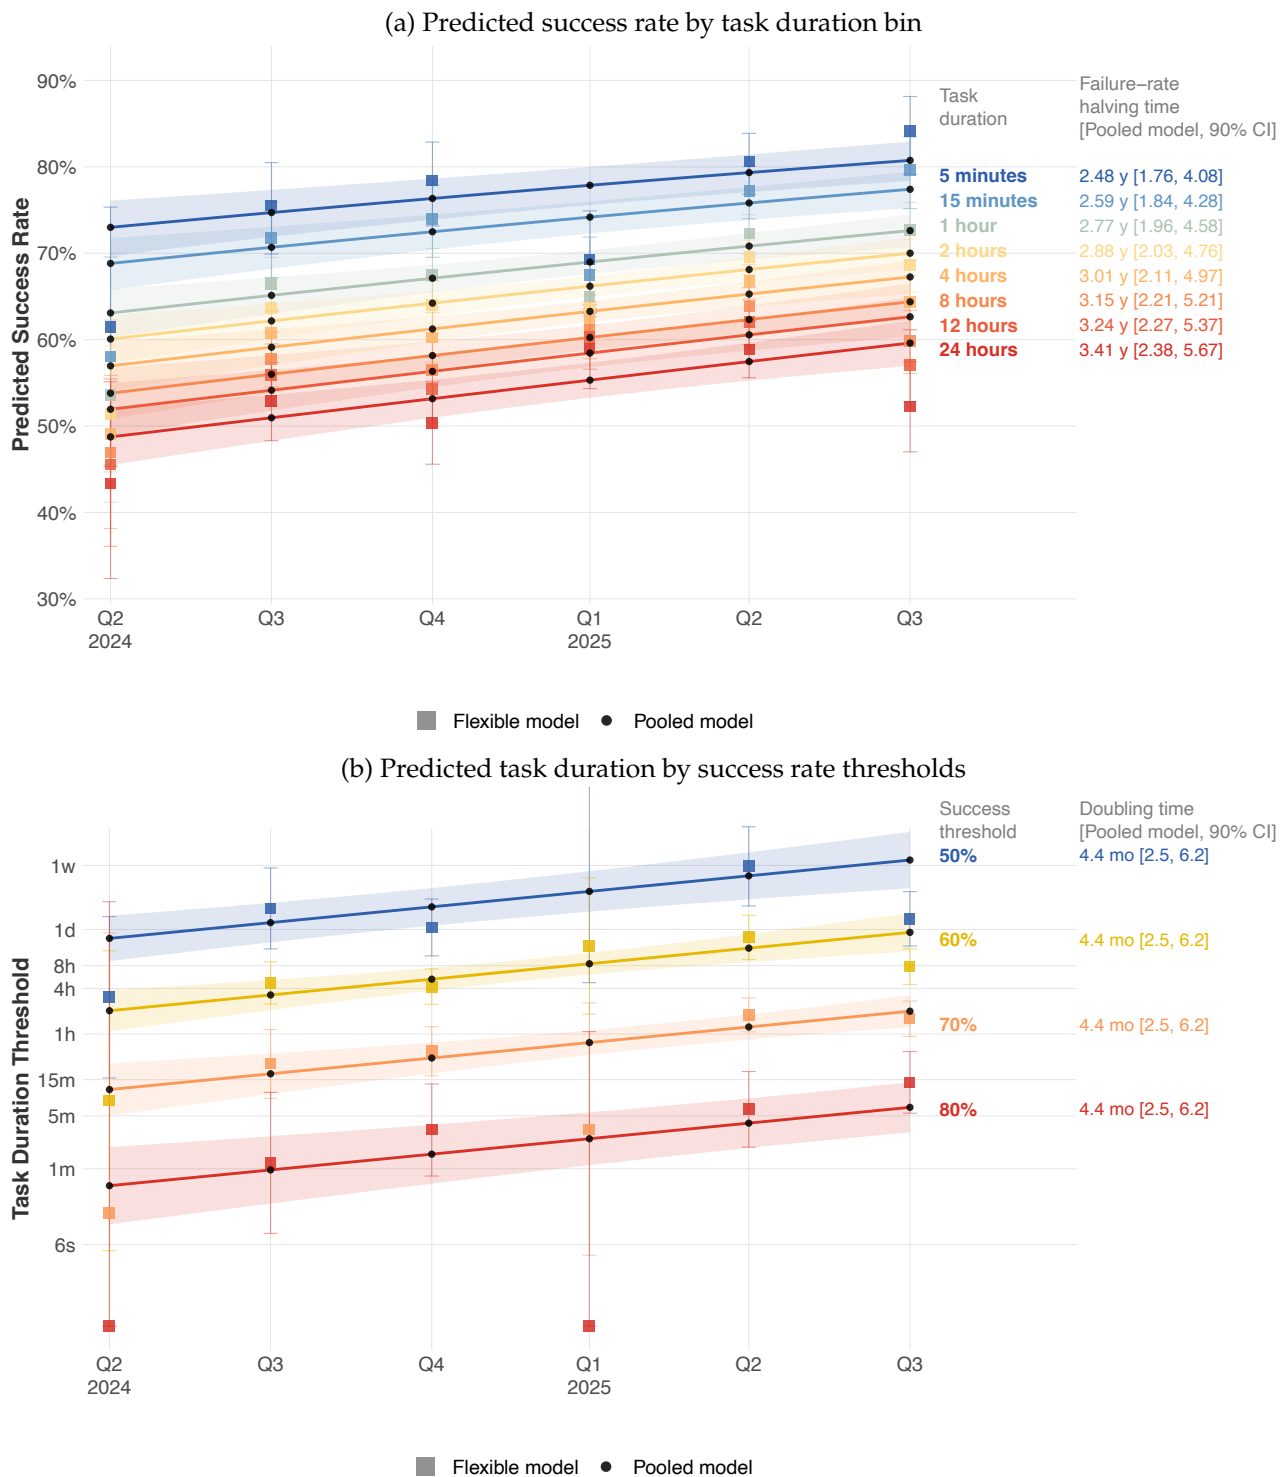 (a) Predicted success rate by task duration bin
Predicted Success Rate
90%
80%
70%
60%
50%
40%
30%
Task
duration
Failure−rate
halving time
[Pooled model, 90% CI]
5 minutes 2.48 y [1.76, 4.08]
15 minutes 2.59 y [1.84, 4.28]
1 hour 2.77 y [1.96, 4.58]
2 hours 2.88 y [2.03, 4.76]
4 hours 3.01 y [2.11, 4.97]
8 hours 3.15 y [2.21, 5.21]
12 hours 3.24 y [2.27, 5.37]
24 hours 3.41 y [2.38, 5.67]
Q2 Q3 Q4 Q1 Q2 Q3
2024 2025
Flexible model Pooled model
(b) Predicted task duration by success rate thresholds
Task Duration Threshold
1w
1d
8h
4h
1h
15m
5m
1m
6s
Success
threshold
Doubling time
[Pooled model, 90% CI]
50% 4.4 mo [2.5, 6.2]
60% 4.4 mo [2.5, 6.2]
70% 4.4 mo [2.5, 6.2]
80% 4.4 mo [2.5, 6.2]
Q2 Q3 Q4 Q1 Q2 Q3
2024 2025
Flexible model Pooled model